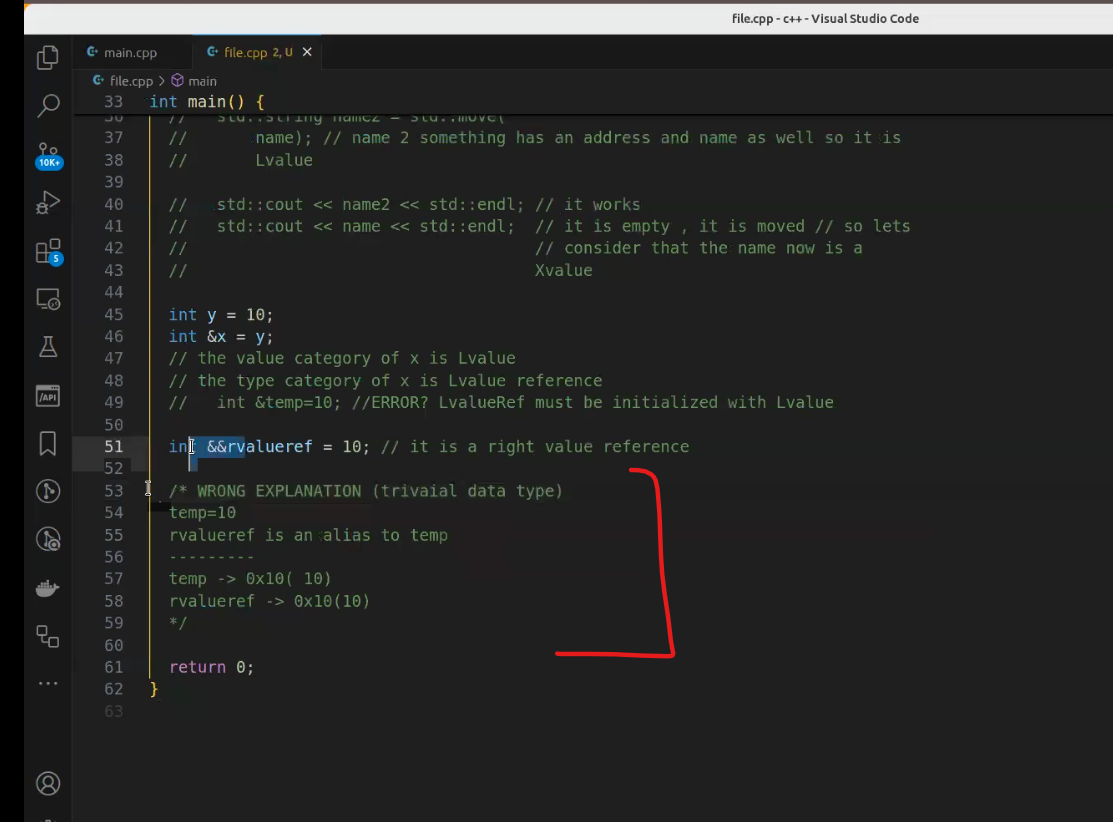 file.cpp - c++ - Visual Studio Code
main.cpp
file.cpp 2, U
file.cpp > main
33 int main() {
36 // std::string name2 = std::move(
37 // name); // name 2 something has an address and name as well so it is
38 // Lvalue
39
40 // std::cout << name2 << std::endl; // it works
41 // std::cout << name << std::endl; // it is empty , it is moved // so lets
42 // // consider that the name now is a
43 // Xvalue
44
45 int y = 10;
46 int &x = y;
47 // the value category of x is Lvalue
48 // the type category of x is Lvalue reference
49 // int &temp=10; //ERROR? LvalueRef must be initialized with Lvalue
50
51 int &&rvalueref = 10; // it is a right value reference
52
53 /* WRONG EXPLANATION (trivaial data type)
54 temp=10
55 rvalueref is an alias to temp
56 ---------
57 temp -> 0x10( 10)
58 rvalueref -> 0x10(10)
59 */
60
61 return 0;
62 }
63
10K+
5
/API